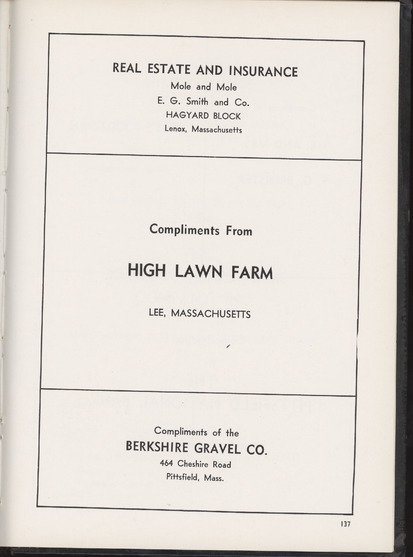 REAL ESTATE AND INSURANCE
Mole and Mole
E. G. Smith and Co.
HAGYARD BLOCK
Lenox, Massachusetts
Compliments From
HIGH LAWN FARM
LEE, MASSACHUSETTS
Compliments of the
BERKSHIRE GRAVEL CO.
464 Cheshire Road
Pittsfield, Mass.
137